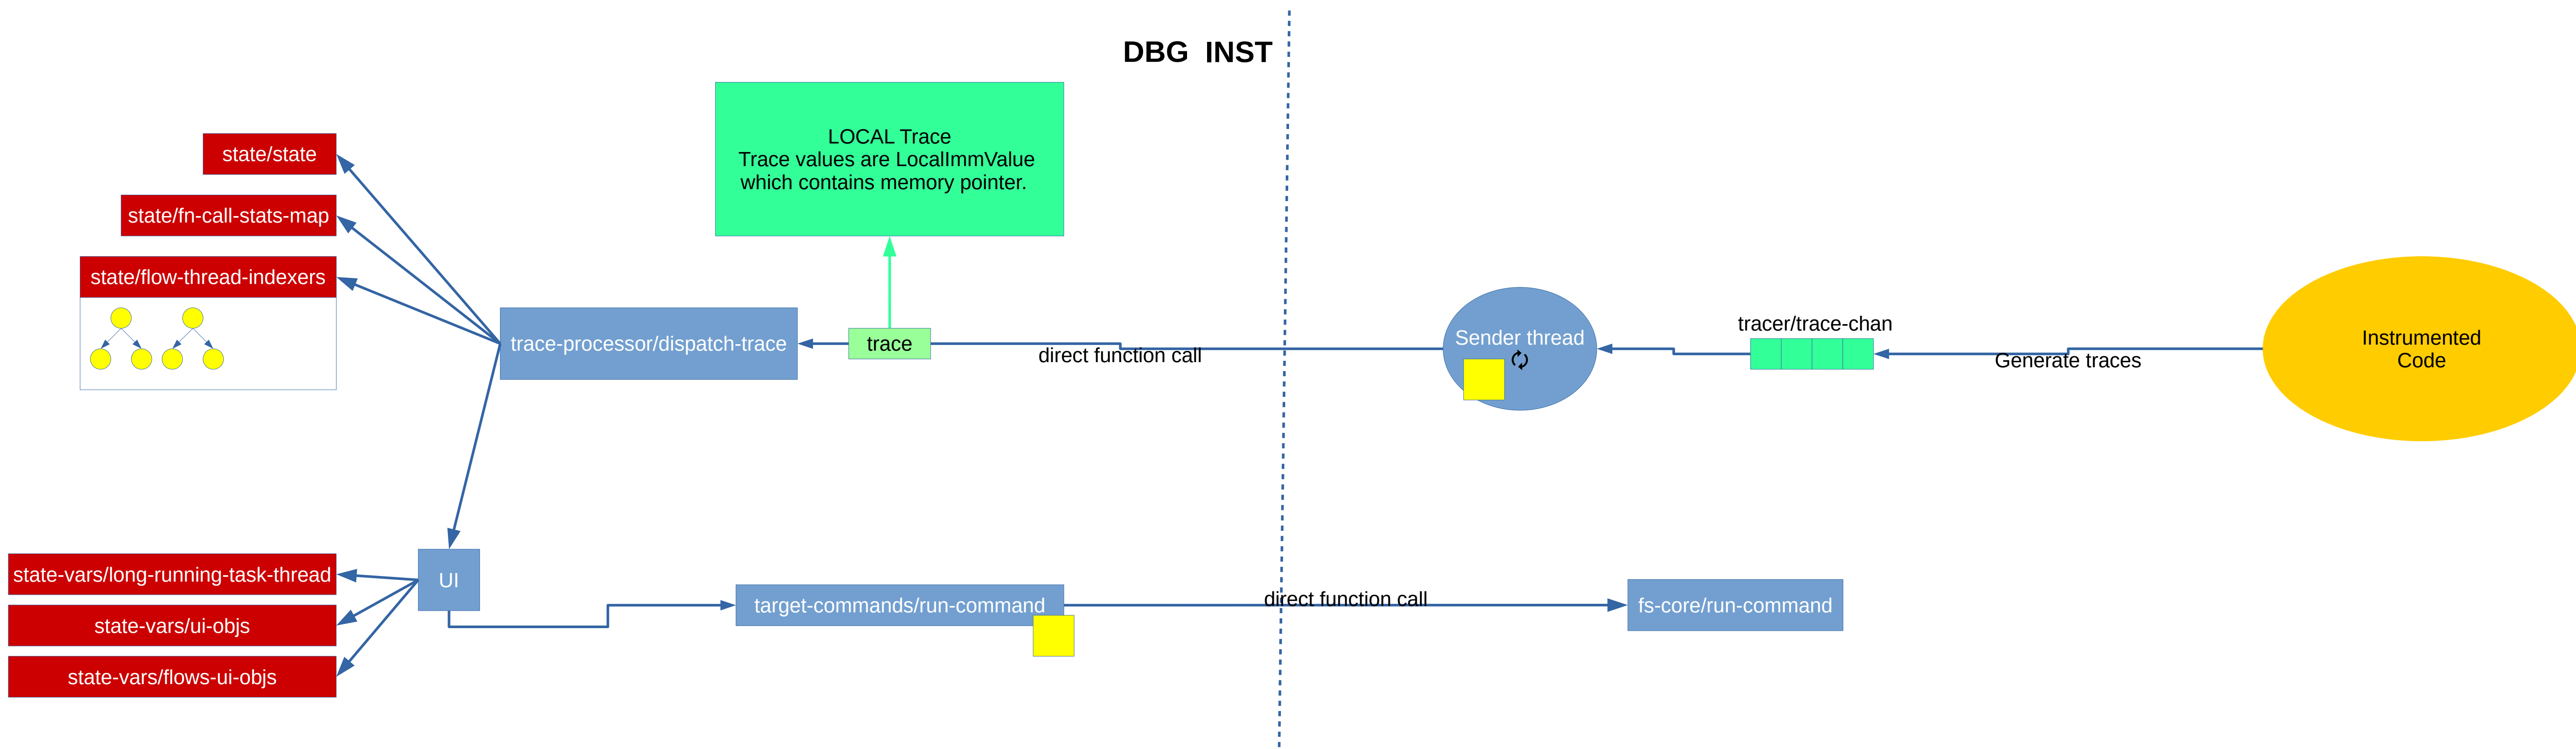 DBG INST
LOCAL Trace
Trace values are LocalImmValue
which contains memory pointer.
state/state
state/fn-call-stats-map
state/flow-thread-indexers
trace-processor/dispatch-trace
trace
direct function call
Sender thread
tracer/trace-chan
Generate traces
Instrumented
Code
state-vars/long-running-task-thread
state-vars/ui-objs
state-vars/flows-ui-objs
UI
target-commands/run-command
direct function call
fs-core/run-command